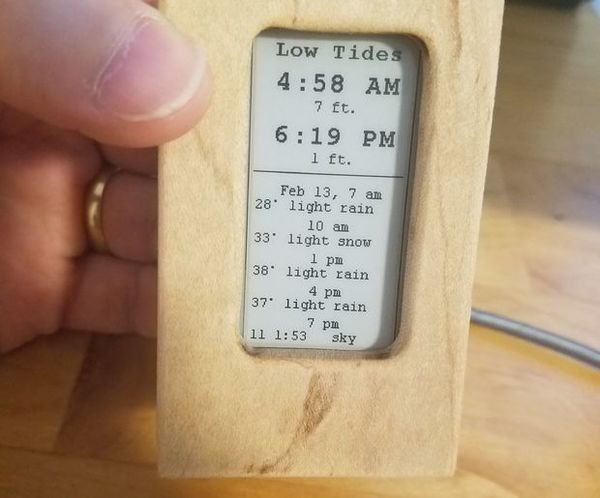 Low Tides
4:58 AM
7 ft.
6:19 PM
1 ft.
Feb 13, 7 am
28° light rain
10 am
33° light snow
1 pm
38° light rain
4 pm
37° light rain
7 pm
11 1:53 sky